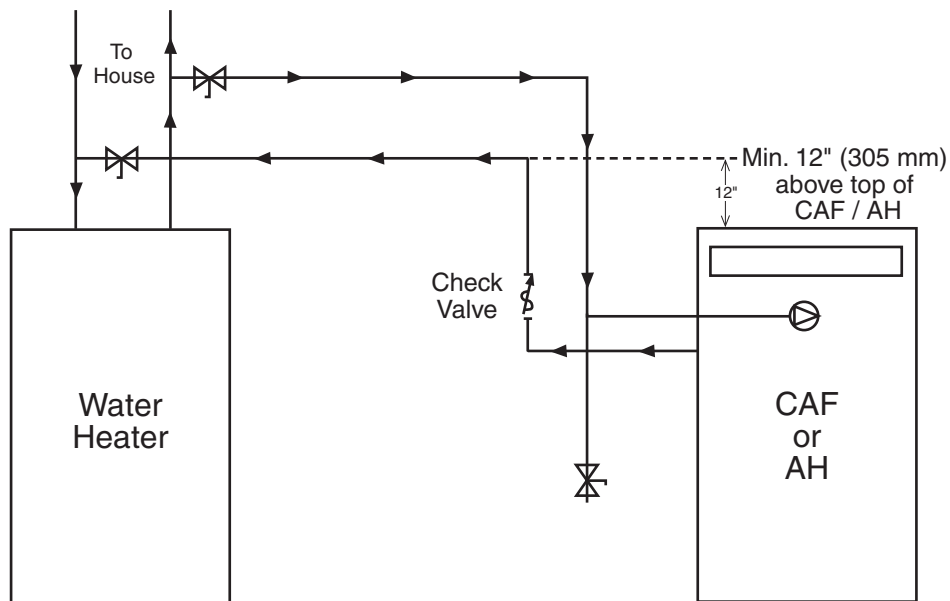 To
House
Min. 12" (305 mm)
above top of
CAF / AH
12"
Check
Valve
Water
Heater
CAF
or
AH